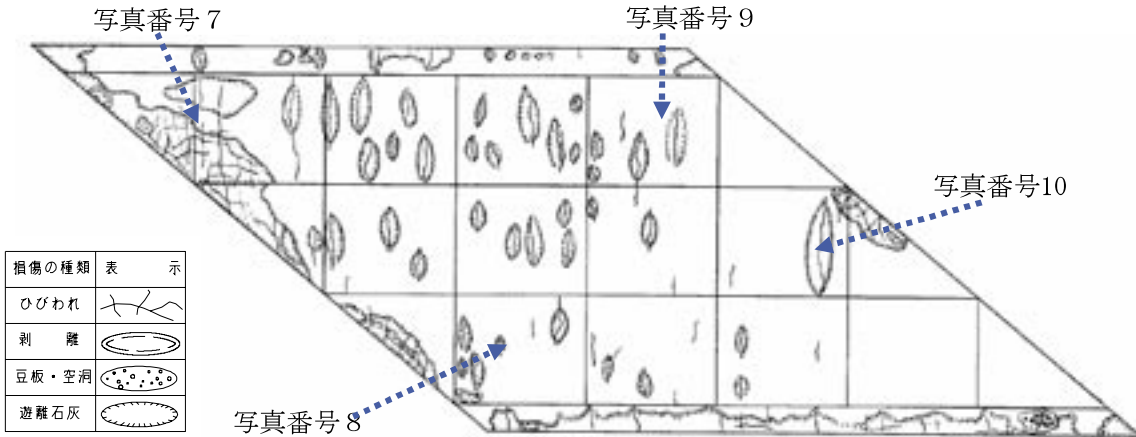 写真番号7
写真番号9
写真番号10
損傷の種類 表 示
ひびわれ
剥 離
豆板・空洞
遊離石灰
写真番号8